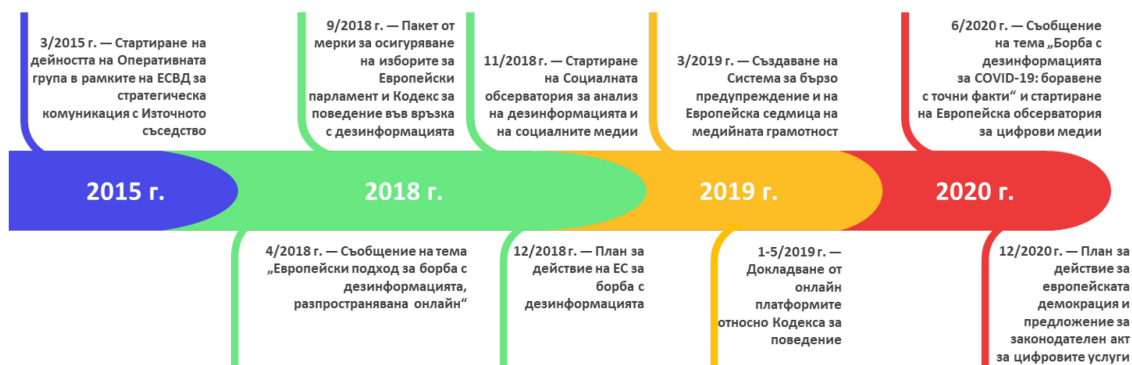 3/2015 г. — Стартиране на
дейността на Оперативната
група в рамките на ЕСВД за
стратегическа
комуникация с Източното
съседство
9/2018 г. — Пакет от
мерки за осигуряване
на изборите за
Европейски
парламент и Кодекс за
поведение във връзка
с дезинформацията
11/2018 г. — Стартиране
на Социалната
обсерватория за анализ
на дезинформацията и
на социалните медии
3/2019 г. — Създаване на
Система за бързо
предупреждение и на
Европейска седмица на
медийната грамотност
6/2020 г. — Съобщение
на тема „Борба с
дезинформацията
за COVID-19: боравене
с точни факти“ и стартиране
на Европейска обсерватория
за цифрови медии
2015 г.
2018 г.
2019 г.
2020 г.
4/2018 г. — Съобщение на тема
„Европейски подход за борба с
дезинформацията,
разпространявана онлайн“
12/2018 г. — План за
действие на ЕС за
борба с
дезинформацията
1-5/2019 г. —
Докладване от
онлайн
платформите
относно Кодекса за
поведение
12/2020 г. — План за
действие за
европейската
демокрация и
предложение за
законодателен акт
за цифровите услуги